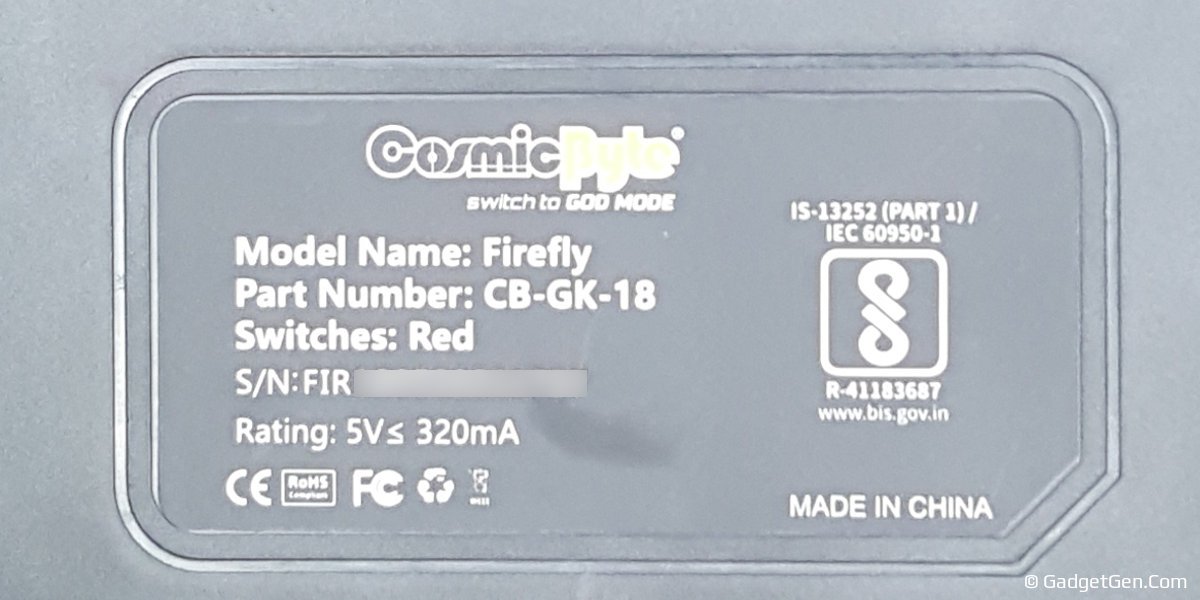 CosmicByte
switch to GOD MODE
Model Name: Firefly
Part Number: CB-GK-18
Switches: Red
S/N:FIR
Rating: 5V≤ 320mA
CE RoHS Compliant FC
IS-13252 (PART 1) /
IEC 60950-1
R-41183687
www.bis.gov.in
MADE IN CHINA
© GadgetGen.Com